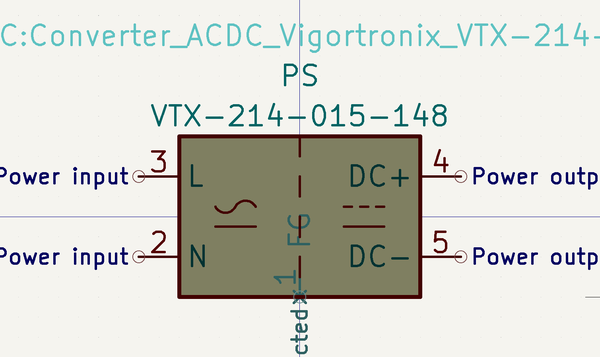 C:Converter_ACDC_Vigortronix_VTX-214-
PS
VTX-214-015-148
Power input 3 L DC+ 4 Power outp
FG
Power input 2 N DC- 5 Power outp
1
cted